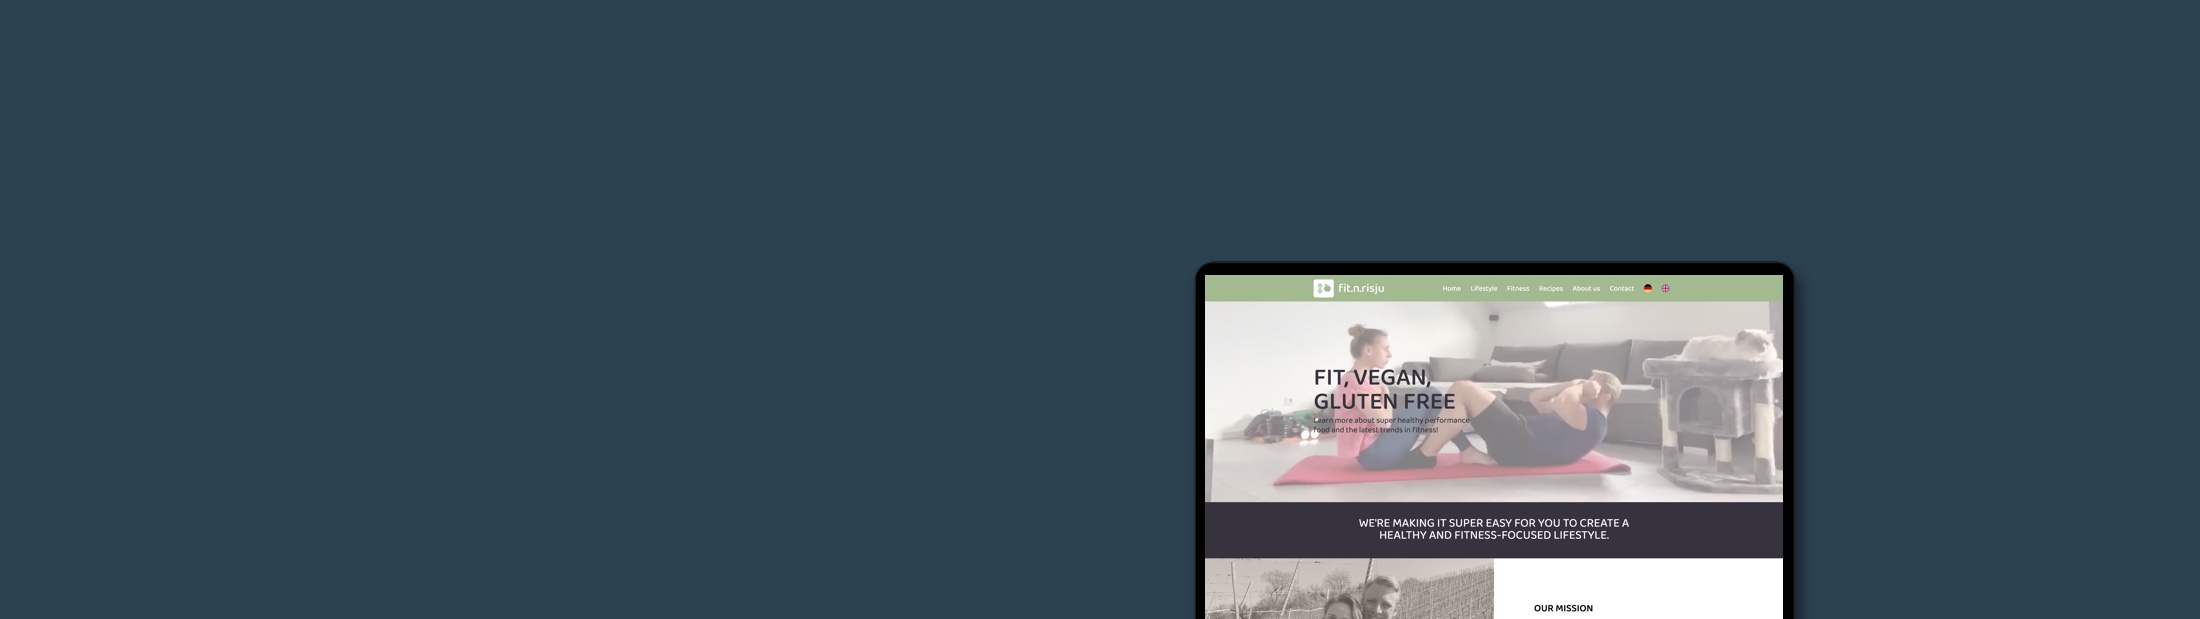 fit.n.risju
Home Lifestyle Fitness Recipes About us Contact
FIT, VEGAN,
GLUTEN FREE
Learn more about super healthy performance
food and the latest trends in fitness!
WE'RE MAKING IT SUPER EASY FOR YOU TO CREATE A
HEALTHY AND FITNESS-FOCUSED LIFESTYLE.
OUR MISSION